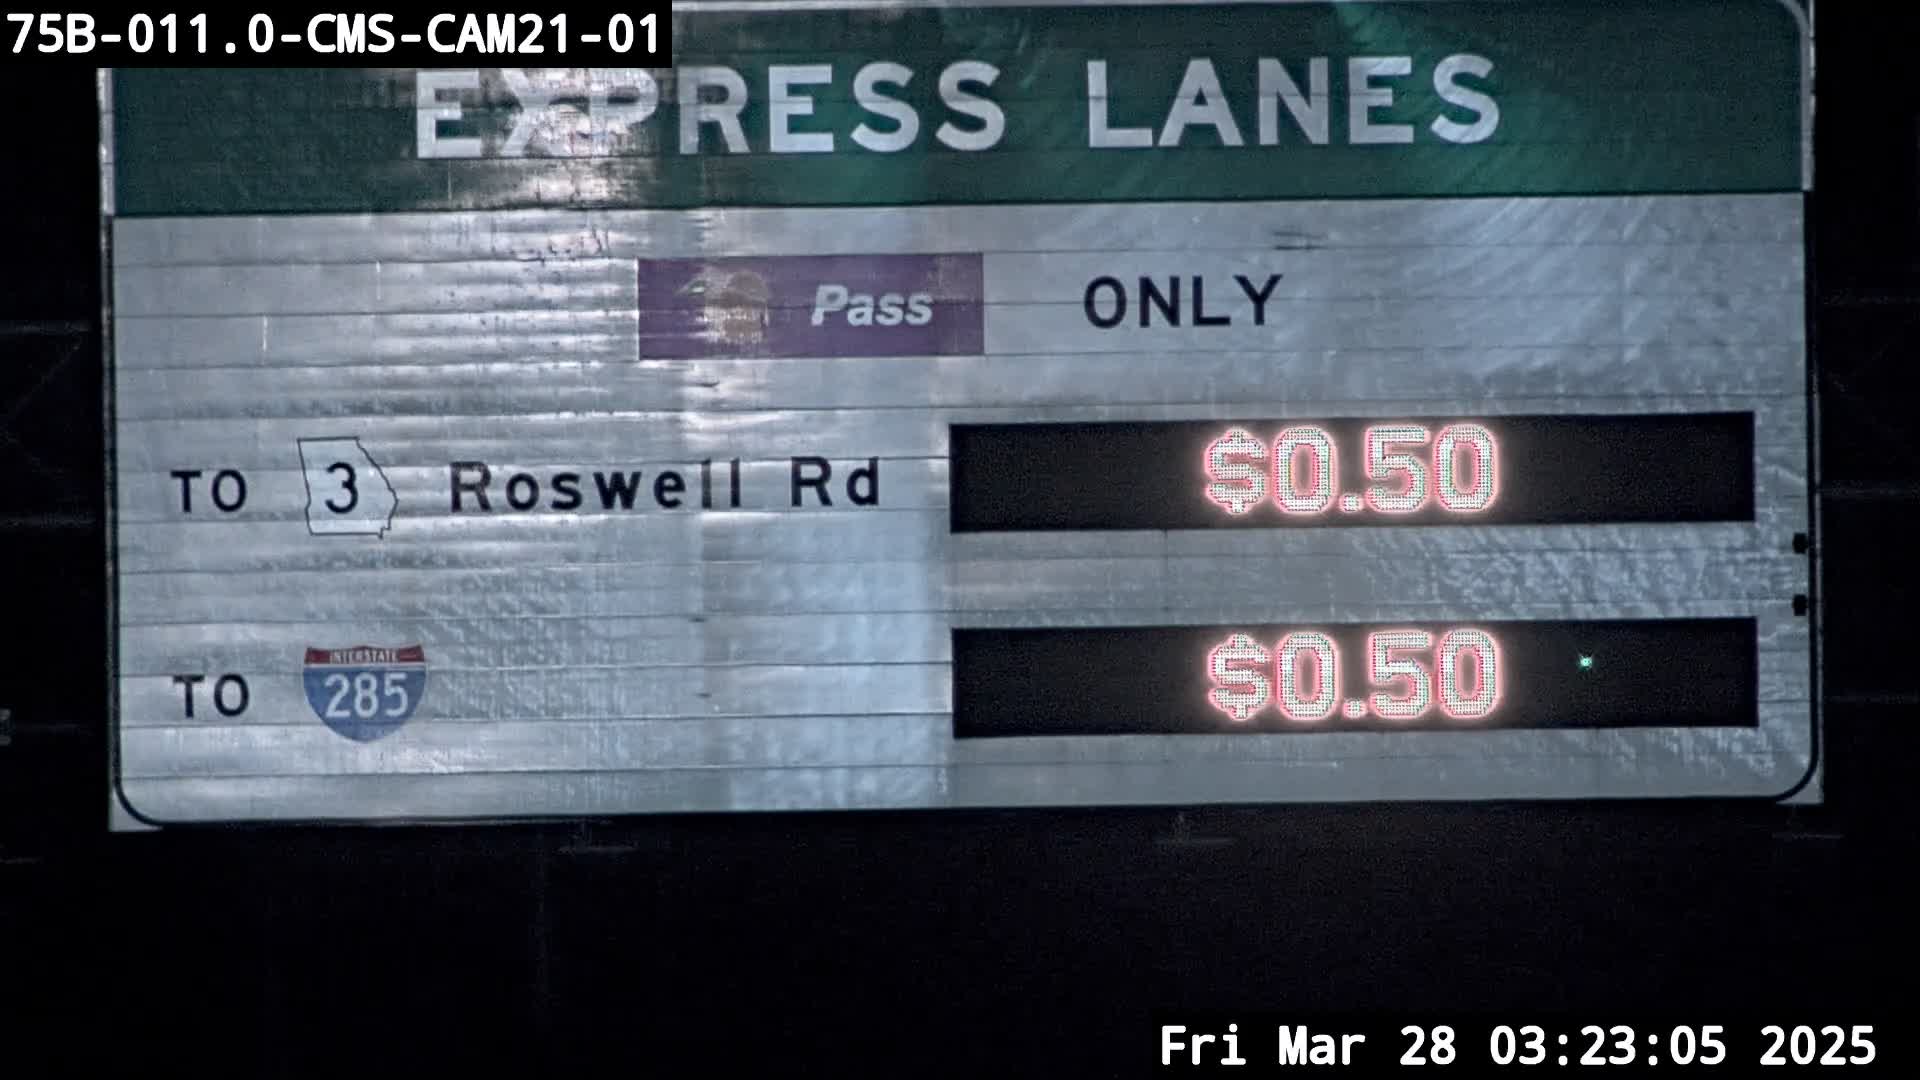 75B-011.0-CMS-CAM21-01
EXPRESS LANES
Pass ONLY
TO 3 Roswell Rd $0.50
TO INTERSTATE 285 $0.50
Fri Mar 28 03:23:05 2025